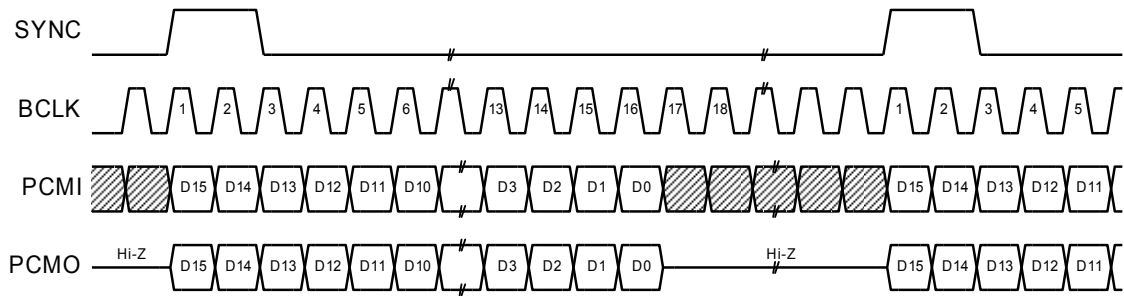 SYNC
BCLK 1 2 3 4 5 6 13 14 15 16 17 18 1 2 3 4 5
PCMI D15 D14 D13 D12 D11 D10 D3 D2 D1 D0 D15 D14 D13 D12 D11
PCMO Hi-Z D15 D14 D13 D12 D11 D10 D3 D2 D1 D0 Hi-Z D15 D14 D13 D12 D11